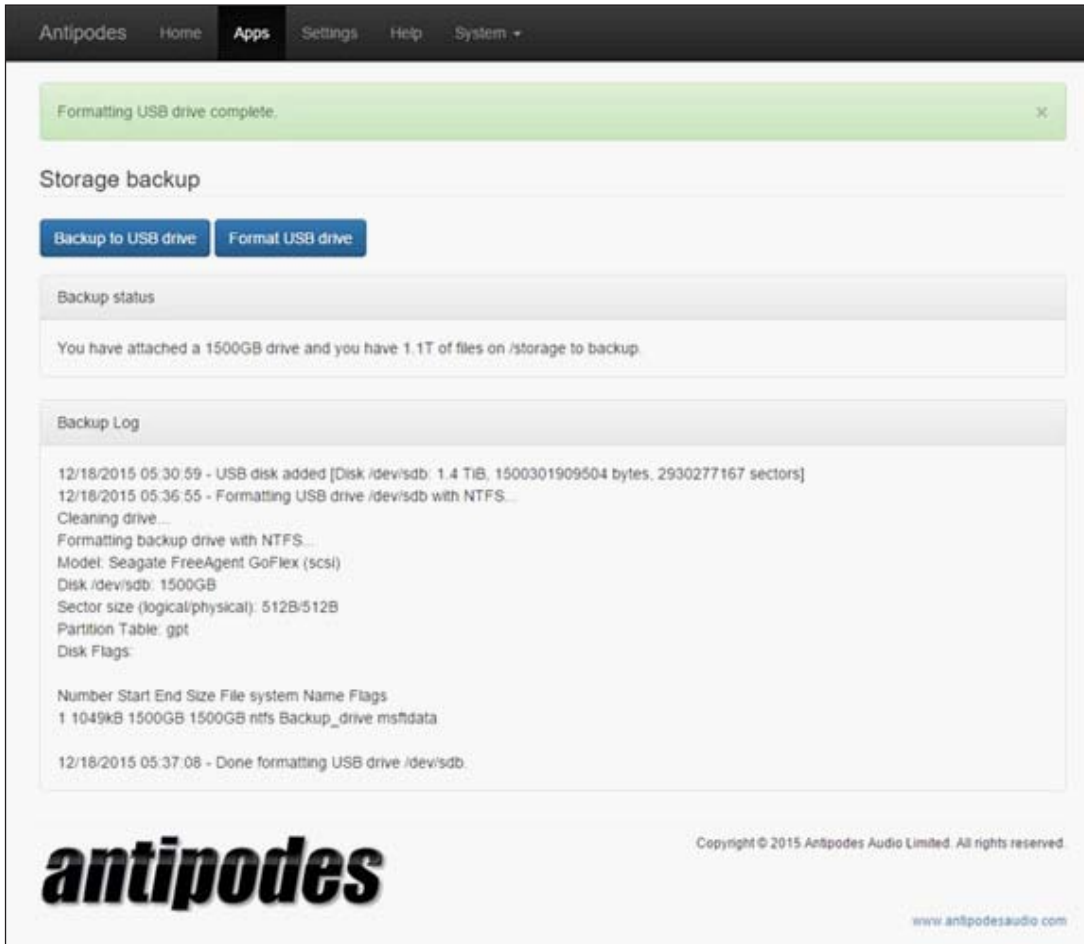 Antipodes Home Apps Settings Help System
Formatting USB drive complete. ×
Storage backup
Backup to USB drive Format USB drive
Backup status
You have attached a 1500GB drive and you have 1.1T of files on /storage to backup.
Backup Log
12/18/2015 05:30:59 - USB disk added [Disk /dev/sdb: 1.4 TiB, 1500301909504 bytes, 2930277167 sectors]
12/18/2015 05:36:55 - Formatting USB drive /dev/sdb with NTFS...
Cleaning drive...
Formatting backup drive with NTFS...
Model: Seagate FreeAgent GoFlex (scsi)
Disk /dev/sdb: 1500GB
Sector size (logical/physical): 512B/512B
Partition Table: gpt
Disk Flags:
Number Start End Size File system Name Flags
1 1049kB 1500GB 1500GB ntfs Backup_drive msftdata
12/18/2015 05:37:08 - Done formatting USB drive /dev/sdb.
antipodes
Copyright © 2015 Antipodes Audio Limited. All rights reserved.
www.antipodesaudio.com